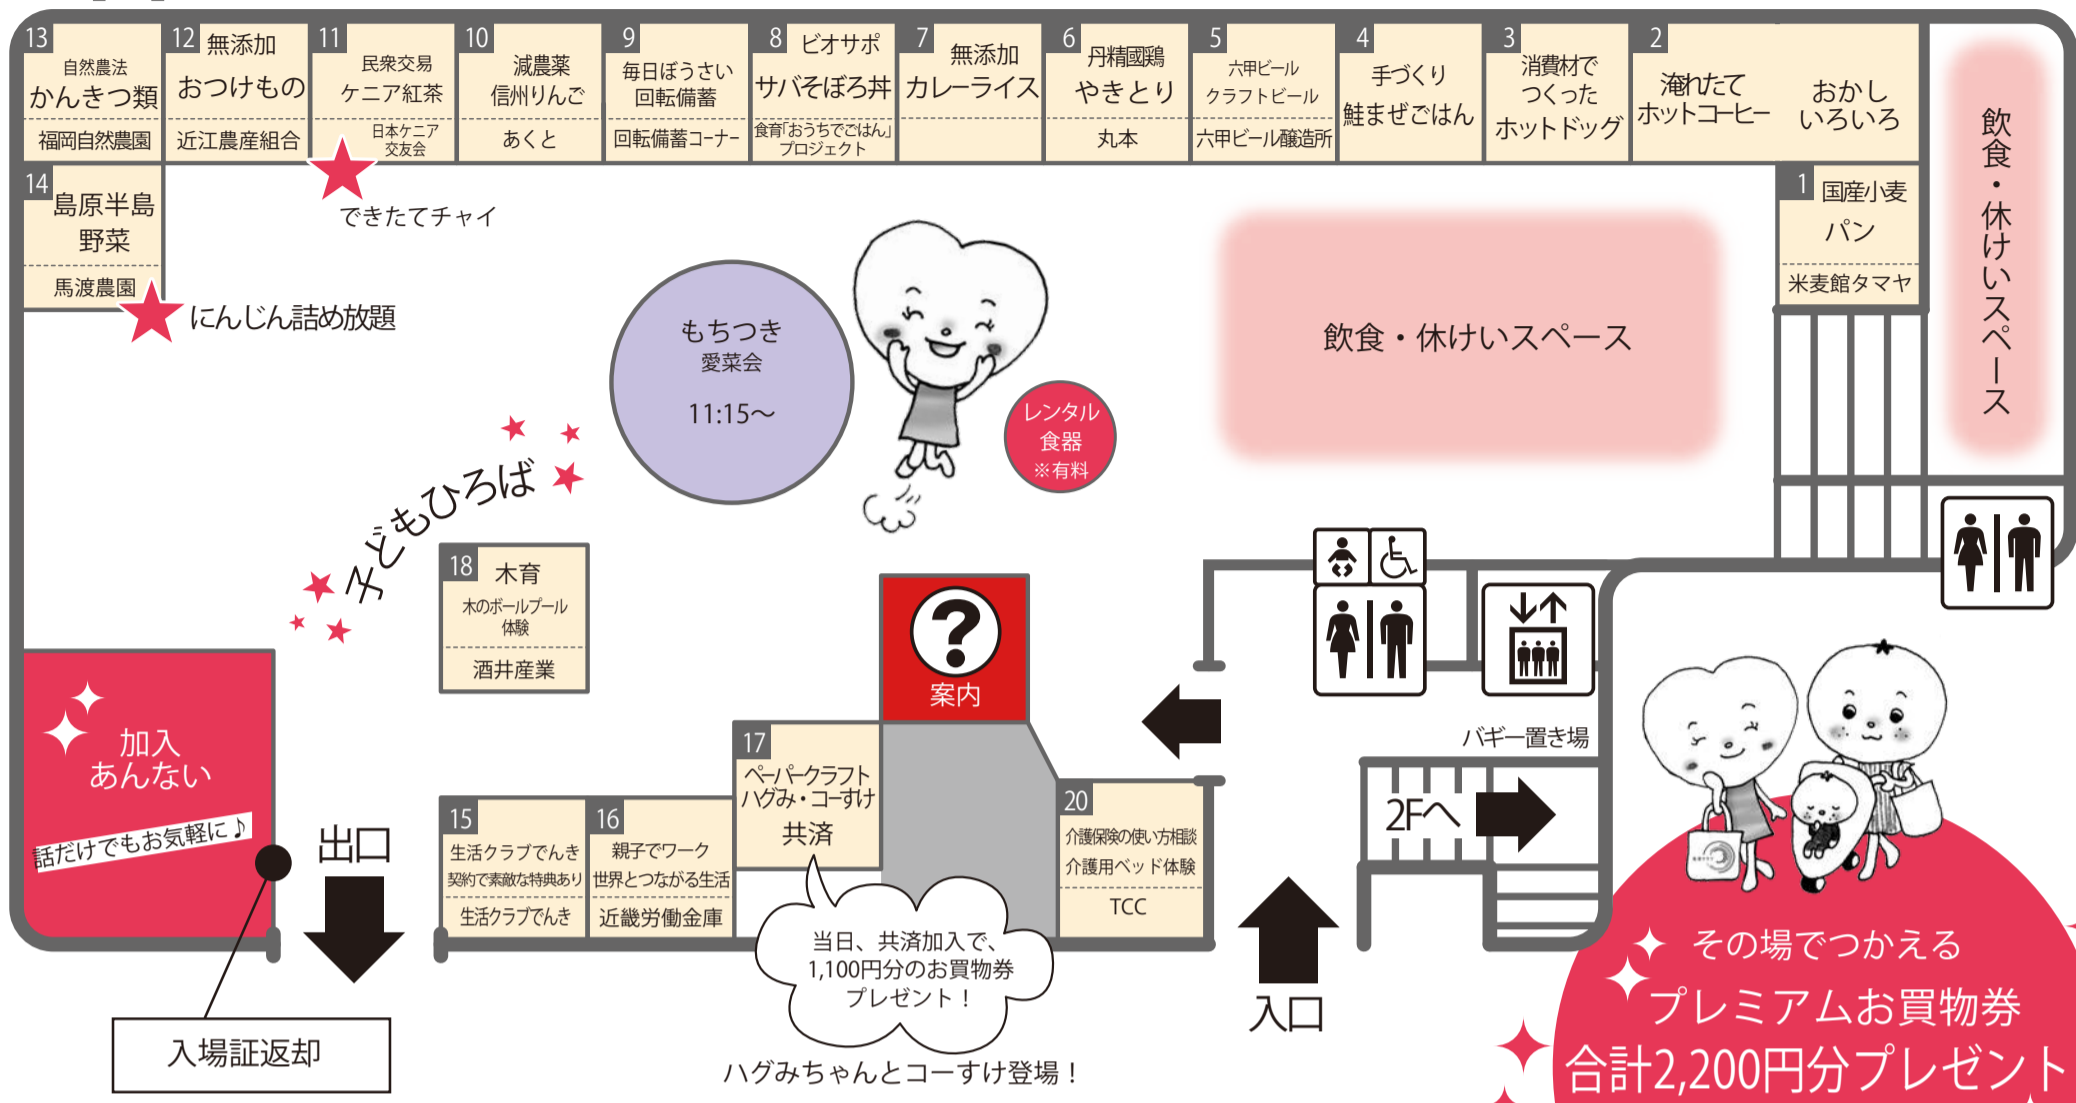 13
自然農法
かんきつ類
福岡自然農園
12
無添加
おつけもの
近江農産組合
11
民衆交易
ケニア紅茶
日本ケニア
交友会
10
減農薬
信州りんご
あくと
9
毎日ぼうさい
回転備蓄
回転備蓄コーナー
8
ビオサポ
サバそぼろ丼
食育「おうちでごはん」
プロジェクト
7
無添加
カレーライス
6
丹精國鶏
やきとり
丸本
5
六甲ビール
クラフトビール
六甲ビール醸造所
4
手づくり
鮭まぜごはん
3
消費材で
つくった
ホットドッグ
2
淹れたて
ホットコーヒー
おかし
いろいろ
飲食・休けいスペース
14
島原半島
野菜
馬渡農園
できたてチャイ
にんじん詰め放題
1
国産小麦
パン
米麦館タマヤ
もちつき
愛菜会
11:15〜
レンタル
食器
※有料
飲食・休けいスペース
子どもひろば
18
木育
木のボールプール
体験
酒井産業
?
案内
加入
あんない
話だけでもお気軽に♪
出口
入場証返却
15
生活クラブでんき
契約で素敵な特典あり
生活クラブでんき
16
親子でワーク
世界とつながる生活
近畿労働金庫
17
ペーパークラフト
ハグみ・コーすけ
共済
当日、共済加入で、
1,100円分のお買物券
プレゼント！
ハグみちゃんとコーすけ登場！
20
介護保険の使い方相談
介護用ベッド体験
TCC
入口
バギー置き場
2Fへ
その場でつかえる
プレミアムお買物券
合計2,200円分プレゼント